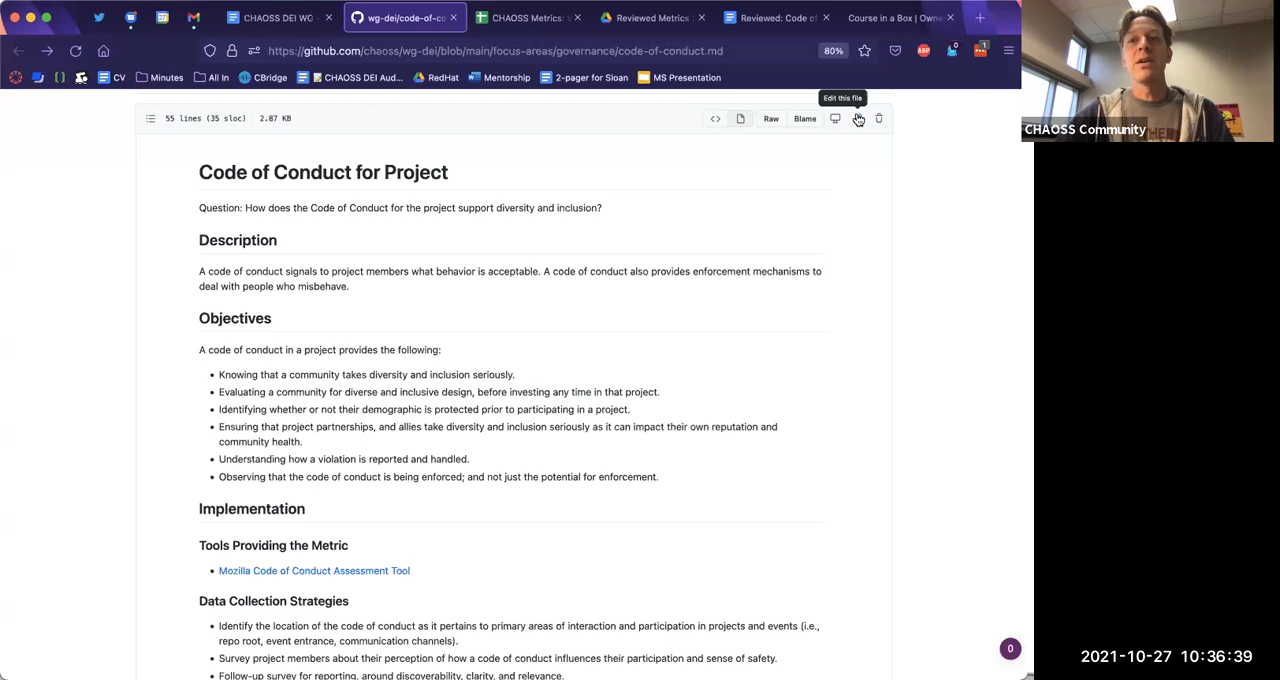 CHAOSS DEI WG -
wg-dei/code-of-co
CHAOSS Metrics: V
Reviewed Metrics
Reviewed: Code of
Course in a Box | Owne
https://github.com/chaoss/wg-dei/blob/main/focus-areas/governance/code-of-conduct.md
80%
ABP
0
1
CV
Minutes
All In
CBridge
CHAOSS DEI Aud...
RedHat
Mentorship
2-pager for Sloan
MS Presentation
Edit this file
CHAOSS Community
55 lines (35 sloc)
2.87 KB
Raw
Blame
Code of Conduct for Project
Question: How does the Code of Conduct for the project support diversity and inclusion?
Description
A code of conduct signals to project members what behavior is acceptable. A code of conduct also provides enforcement mechanisms to
deal with people who misbehave.
Objectives
A code of conduct in a project provides the following:
• Knowing that a community takes diversity and inclusion seriously.
• Evaluating a community for diverse and inclusive design, before investing any time in that project.
• Identifying whether or not their demographic is protected prior to participating in a project.
• Ensuring that project partnerships, and allies take diversity and inclusion seriously as it can impact their own reputation and
community health.
• Understanding how a violation is reported and handled.
• Observing that the code of conduct is being enforced; and not just the potential for enforcement.
Implementation
Tools Providing the Metric
• Mozilla Code of Conduct Assessment Tool
Data Collection Strategies
• Identify the location of the code of conduct as it pertains to primary areas of interaction and participation in projects and events (i.e.,
repo root, event entrance, communication channels).
• Survey project members about their perception of how a code of conduct influences their participation and sense of safety.
• Follow-up survey for reporting, around discoverability, clarity, and relevance.
0
2021-10-27 10:36:39